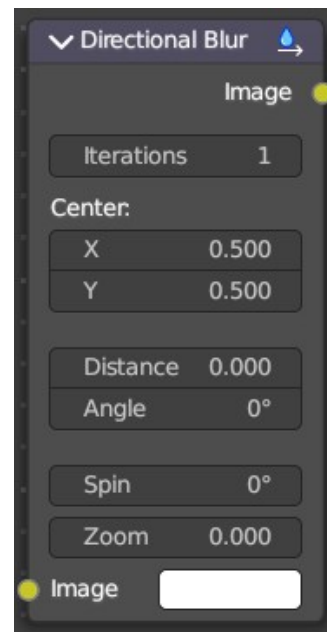 Directional Blur
Image
Iterations 1
Center:
X 0.500
Y 0.500
Distance 0.000
Angle 0°
Spin 0°
Zoom 0.000
Image